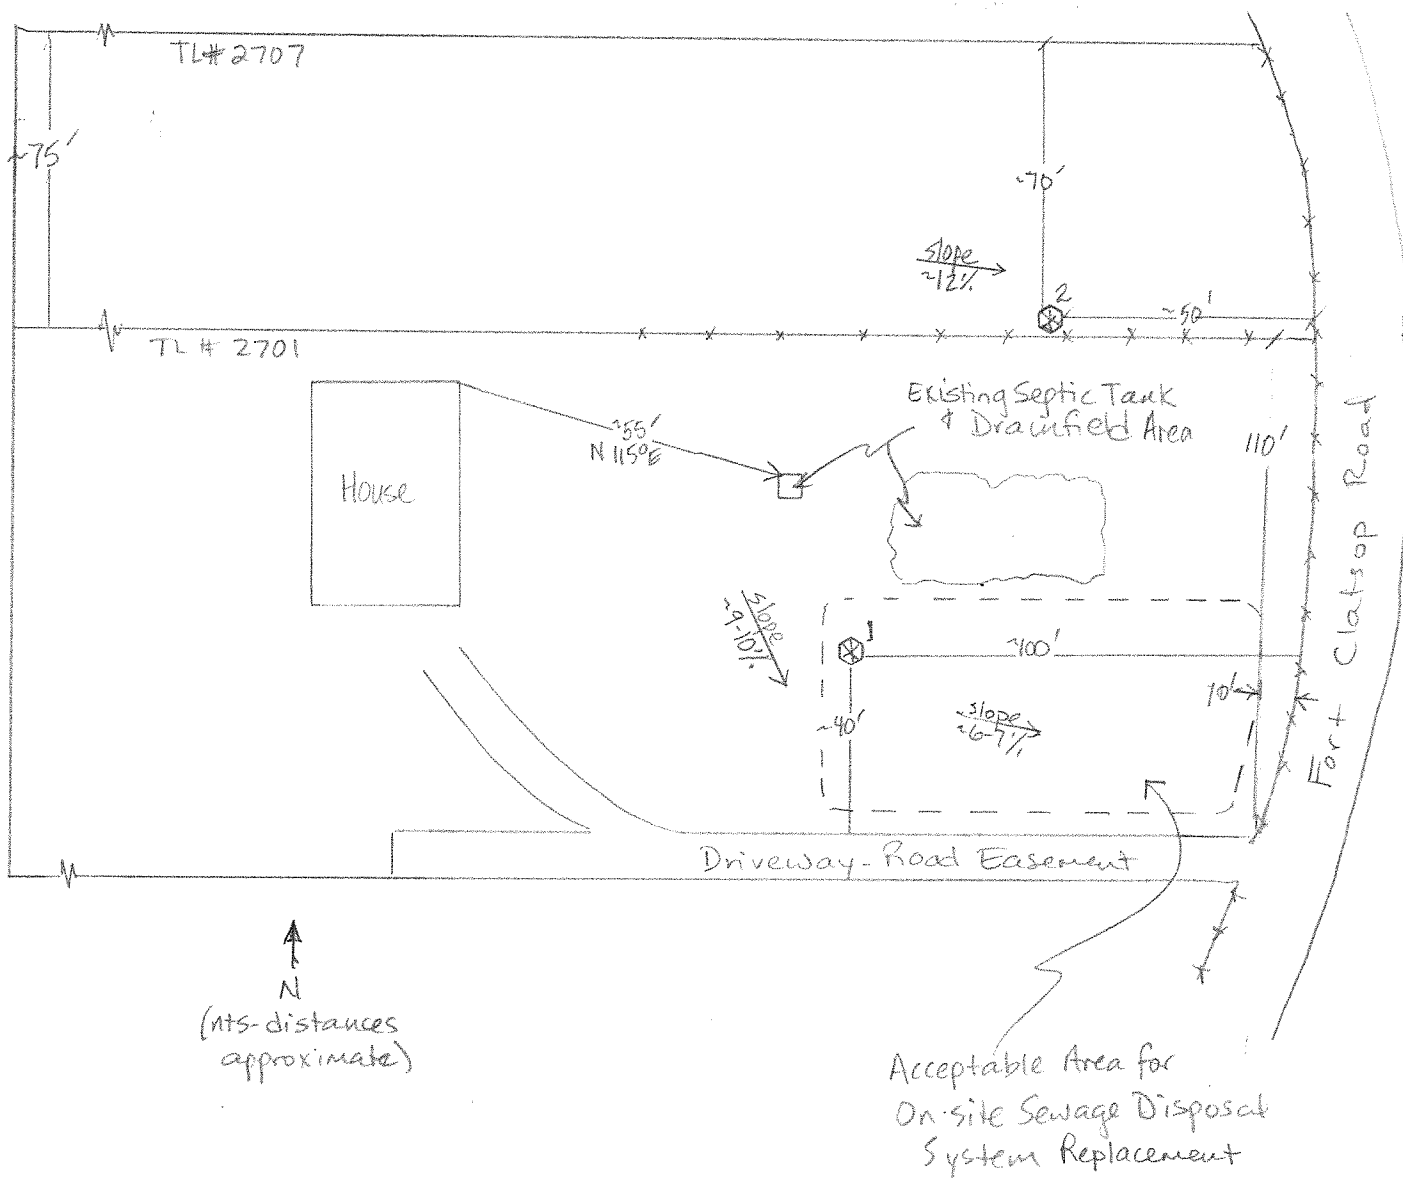 TL# 2707
~75'
~70'
slope
~12%
2
~50'
TL # 2701
Existing Septic Tank
& Drainfield Area
~55'
N 115° E
110'
House
Fort Clatsop Road
slope
~9-10%
1
~100'
10'
~40'
slope
~6-7%
Driveway-Road Easement
N
(nts-distances
approximate)
Acceptable Area for
On-site Sewage Disposal
System Replacement